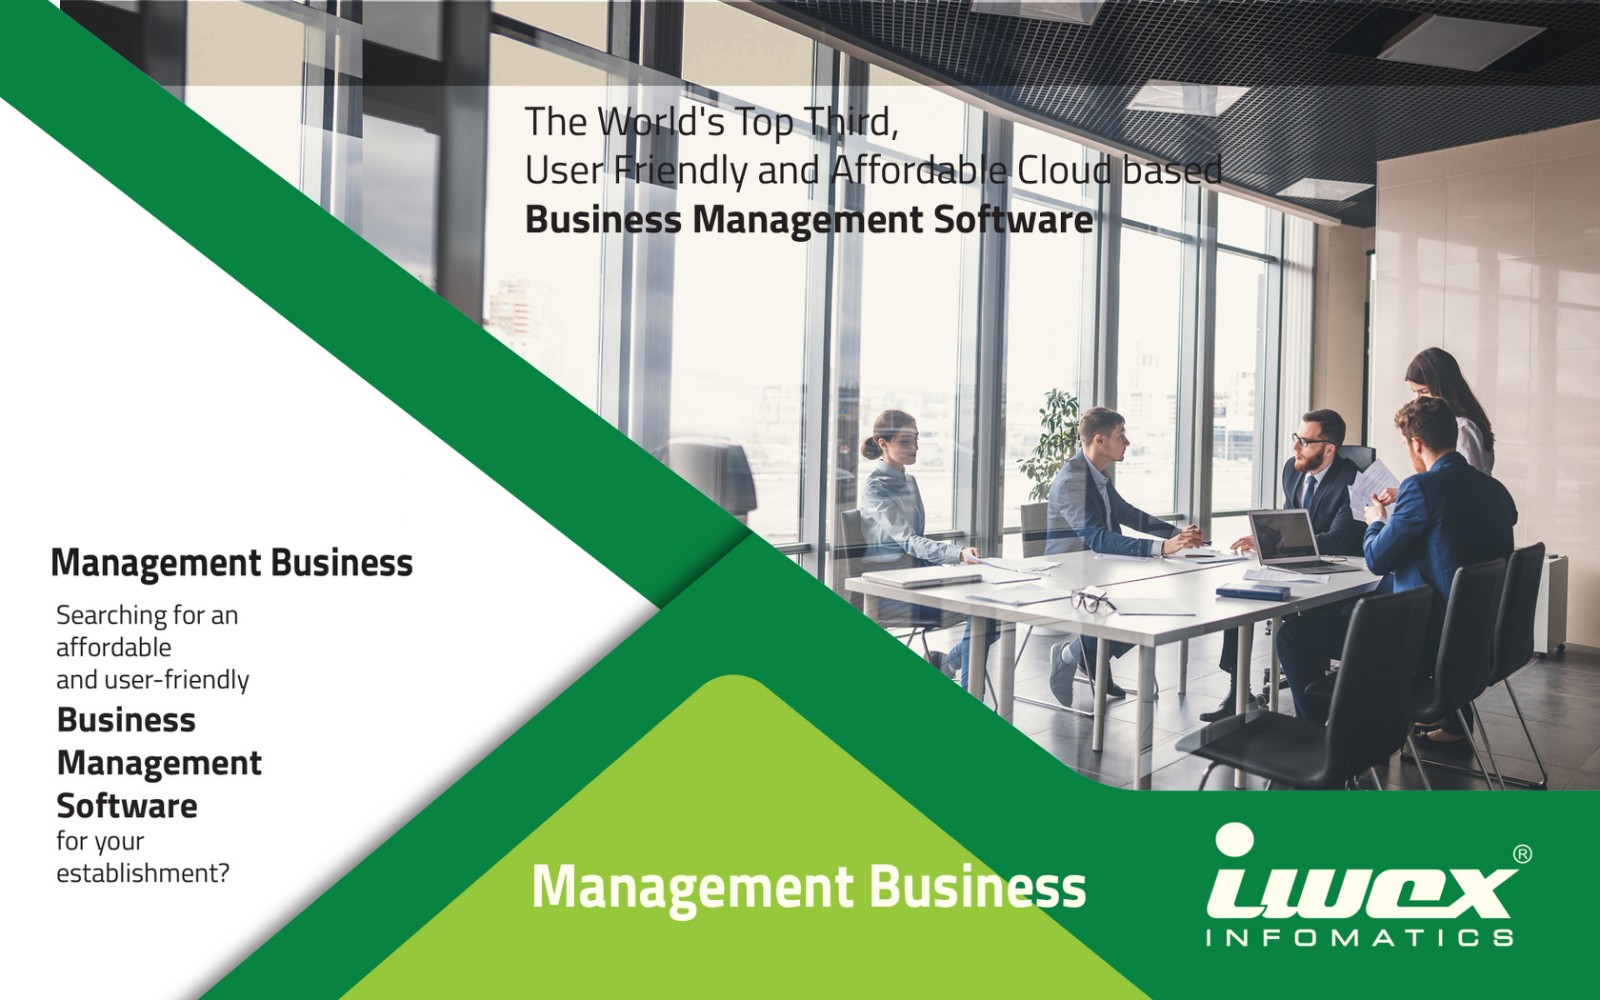 The World's Top Third,
User Friendly and Affordable Cloud based
Business Management Software
Management Business
Searching for an
affordable
and user-friendly
Business
Management
Software
for your
establishment?
Management Business
iwex®
INFOMATICS